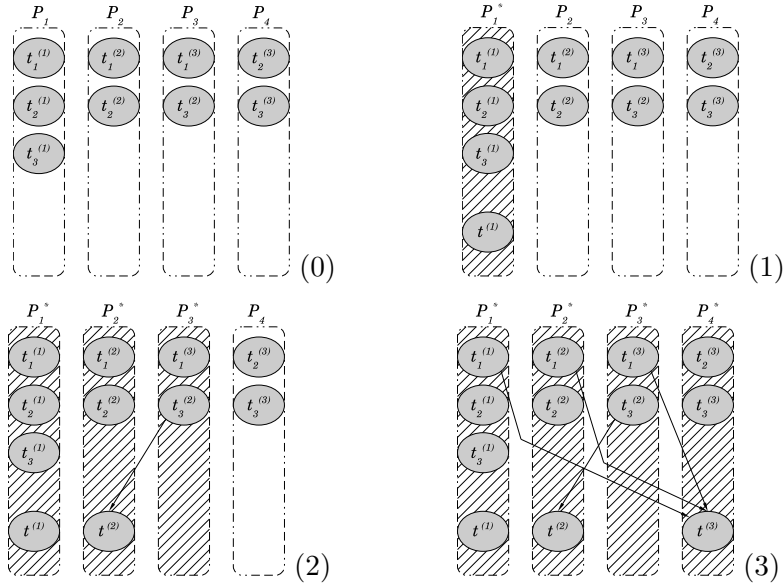 P₁ P₂ P₃ P₄
t₁⁽¹⁾ t₁⁽²⁾ t₁⁽³⁾ t₂⁽³⁾
t₂⁽¹⁾ t₂⁽²⁾ t₃⁽²⁾ t₃⁽³⁾
t₃⁽¹⁾
(0)
P₁* P₂ P₃ P₄
t₁⁽¹⁾ t₁⁽²⁾ t₁⁽³⁾ t₂⁽³⁾
t₂⁽¹⁾ t₂⁽²⁾ t₃⁽²⁾ t₃⁽³⁾
t₃⁽¹⁾
t⁽¹⁾
(1)
P₁* P₂* P₃* P₄
t₁⁽¹⁾ t₁⁽²⁾ t₁⁽³⁾ t₂⁽³⁾
t₂⁽¹⁾ t₂⁽²⁾ t₃⁽²⁾ t₃⁽³⁾
t₃⁽¹⁾
t⁽¹⁾ t⁽²⁾
(2)
P₁* P₂* P₃* P₄*
t₁⁽¹⁾ t₁⁽²⁾ t₁⁽³⁾ t₂⁽³⁾
t₂⁽¹⁾ t₂⁽²⁾ t₃⁽²⁾ t₃⁽³⁾
t₃⁽¹⁾
t⁽¹⁾ t⁽²⁾ t⁽³⁾
(3)